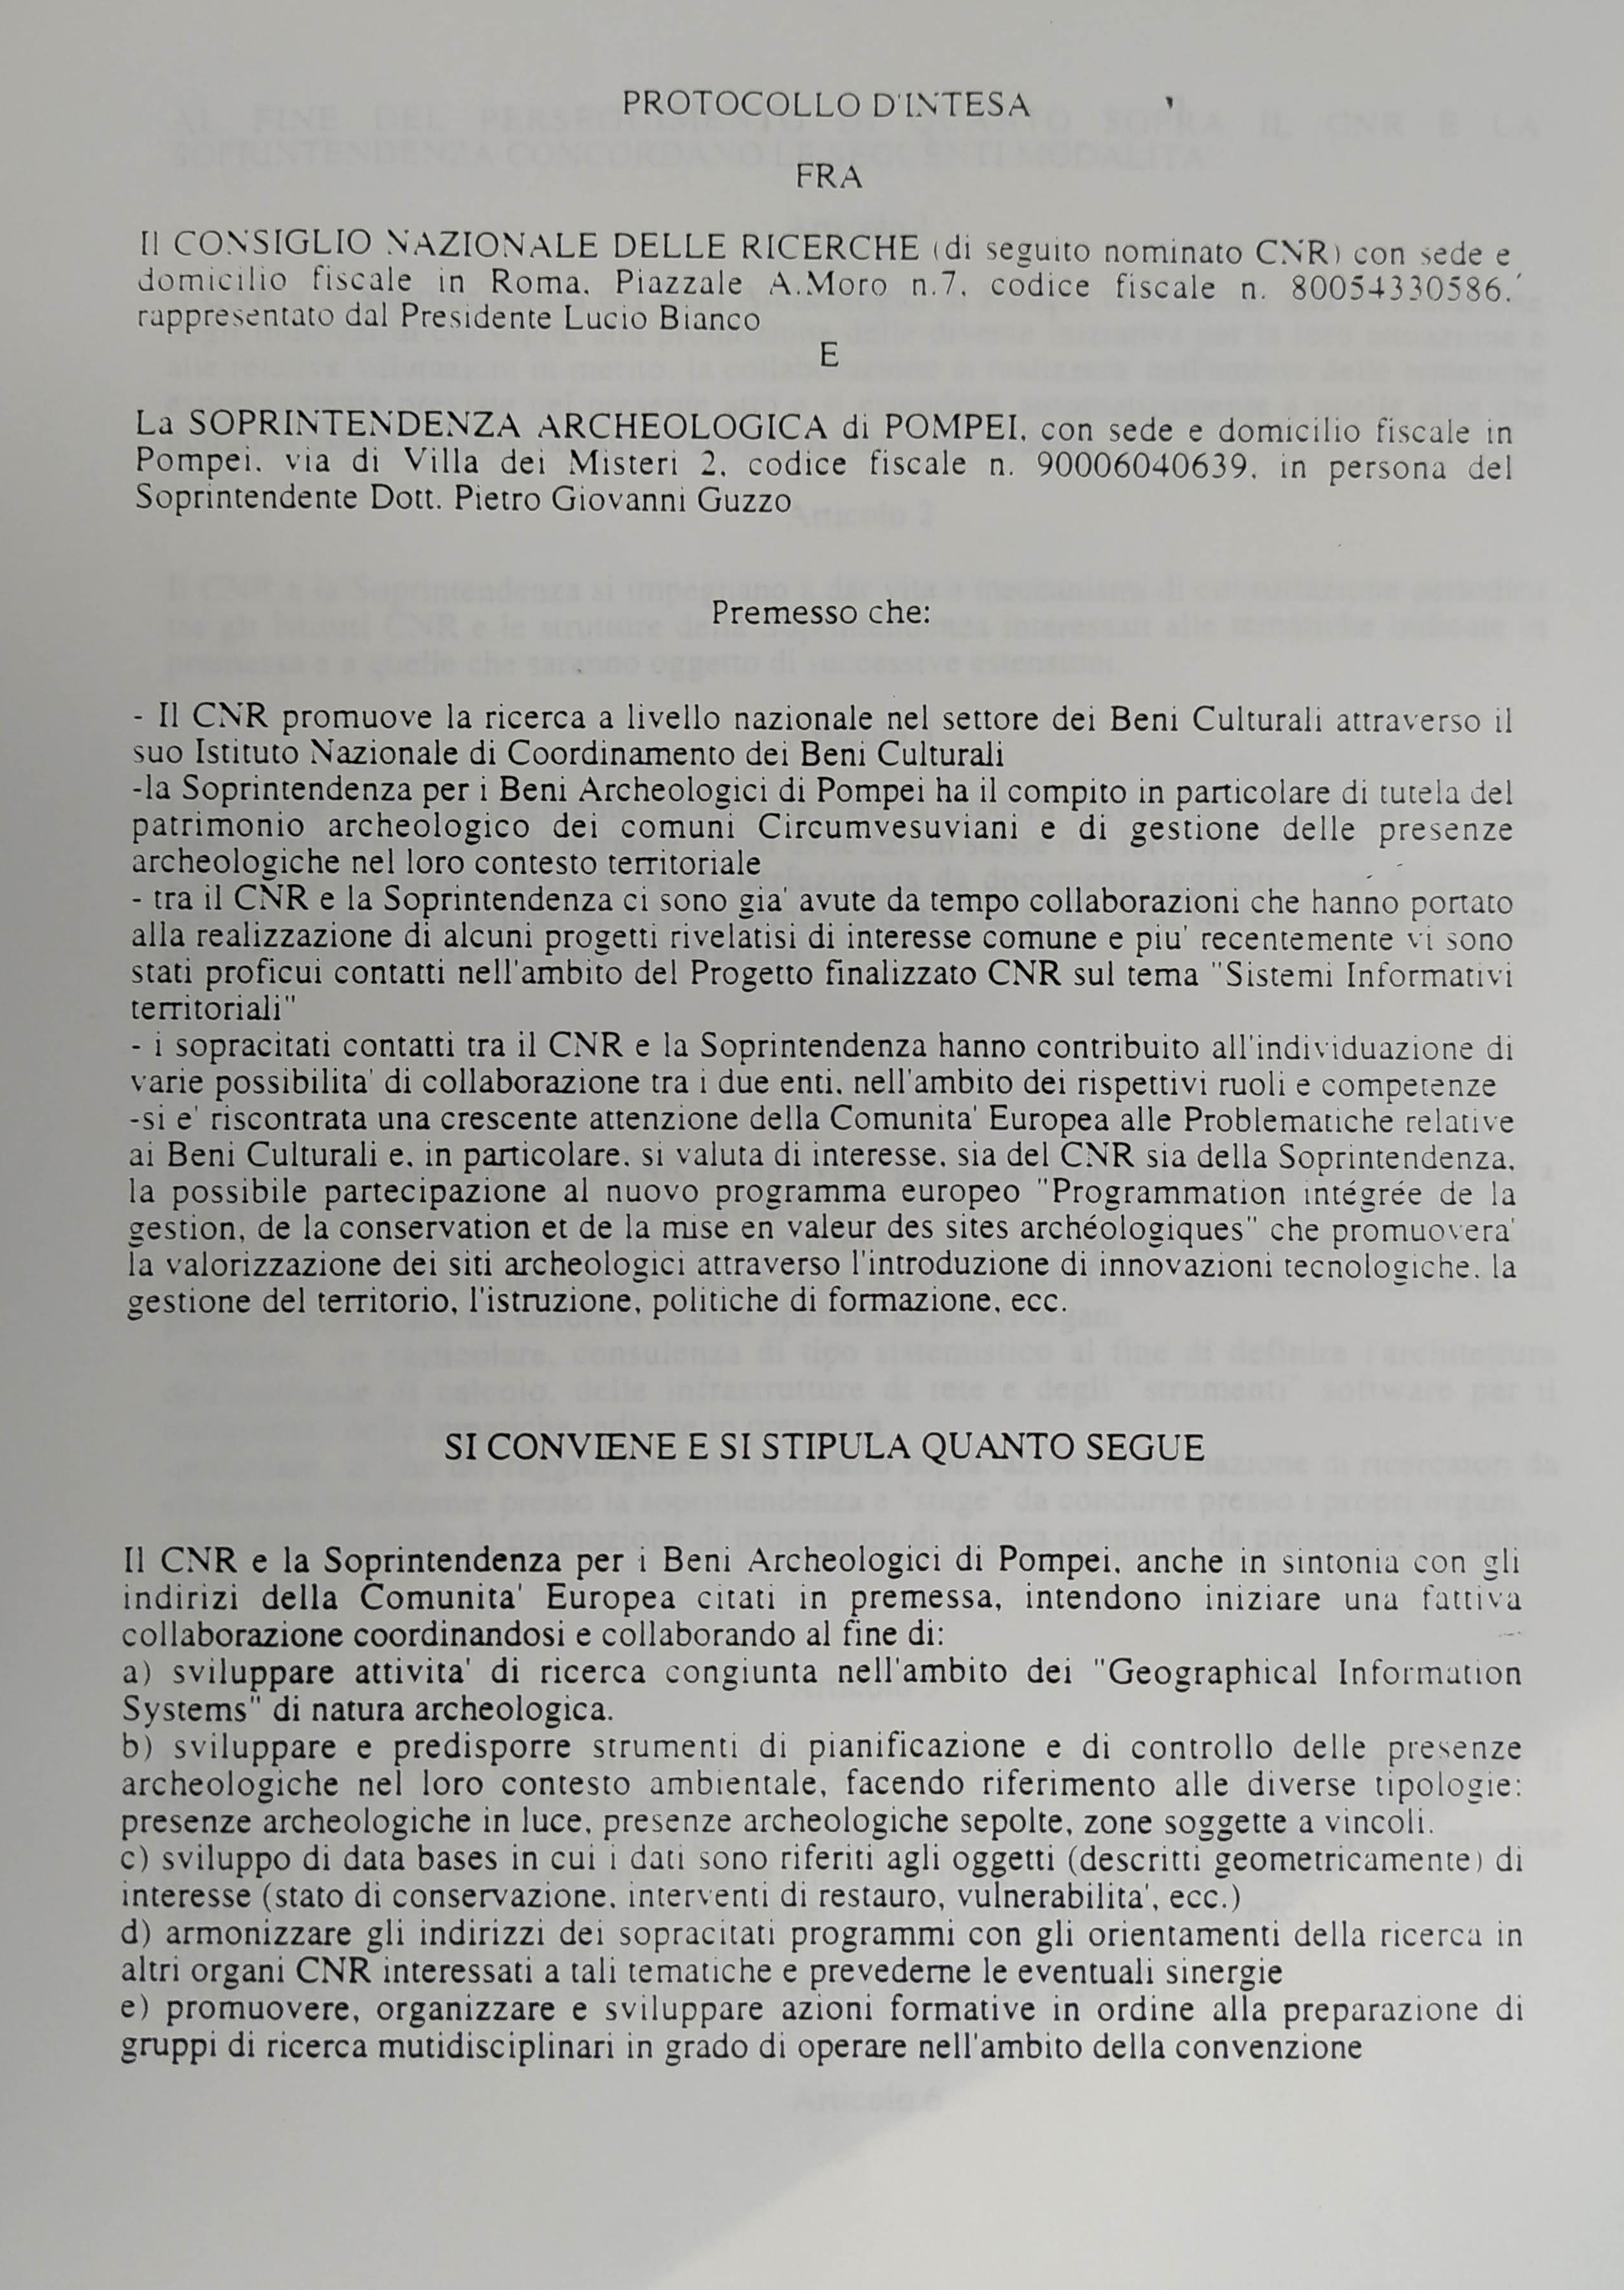 PROTOCOLLO D'INTESA
FRA
Il CONSIGLIO NAZIONALE DELLE RICERCHE (di seguito nominato CNR) con sede e
domicilio fiscale in Roma, Piazzale A.Moro n.7, codice fiscale n. 80054330586,
rappresentato dal Presidente Lucio Bianco
E
La SOPRINTENDENZA ARCHEOLOGICA di POMPEI, con sede e domicilio fiscale in
Pompei, via di Villa dei Misteri 2, codice fiscale n. 90006040639, in persona del
Soprintendente Dott. Pietro Giovanni Guzzo
Premesso che:
- Il CNR promuove la ricerca a livello nazionale nel settore dei Beni Culturali attraverso il
suo Istituto Nazionale di Coordinamento dei Beni Culturali
-la Soprintendenza per i Beni Archeologici di Pompei ha il compito in particolare di tutela del
patrimonio archeologico dei comuni Circumvesuviani e di gestione delle presenze
archeologiche nel loro contesto territoriale
- tra il CNR e la Soprintendenza ci sono gia' avute da tempo collaborazioni che hanno portato
alla realizzazione di alcuni progetti rivelatisi di interesse comune e piu' recentemente vi sono
stati proficui contatti nell'ambito del Progetto finalizzato CNR sul tema "Sistemi Informativi
territoriali"
- i sopracitati contatti tra il CNR e la Soprintendenza hanno contribuito all'individuazione di
varie possibilita' di collaborazione tra i due enti, nell'ambito dei rispettivi ruoli e competenze
-si e' riscontrata una crescente attenzione della Comunita' Europea alle Problematiche relative
ai Beni Culturali e, in particolare, si valuta di interesse, sia del CNR sia della Soprintendenza,
la possibile partecipazione al nuovo programma europeo "Programmation intégrée de la
gestion, de la conservation et de la mise en valeur des sites archéologiques" che promuovera'
la valorizzazione dei siti archeologici attraverso l'introduzione di innovazioni tecnologiche, la
gestione del territorio, l'istruzione, politiche di formazione, ecc.
SI CONVIENE E SI STIPULA QUANTO SEGUE
Il CNR e la Soprintendenza per i Beni Archeologici di Pompei, anche in sintonia con gli
indirizi della Comunita' Europea citati in premessa, intendono iniziare una fattiva
collaborazione coordinandosi e collaborando al fine di:
a) sviluppare attivita' di ricerca congiunta nell'ambito dei "Geographical Information
Systems" di natura archeologica.
b) sviluppare e predisporre strumenti di pianificazione e di controllo delle presenze
archeologiche nel loro contesto ambientale, facendo riferimento alle diverse tipologie:
presenze archeologiche in luce, presenze archeologiche sepolte, zone soggette a vincoli.
c) sviluppo di data bases in cui i dati sono riferiti agli oggetti (descritti geometricamente) di
interesse (stato di conservazione, interventi di restauro, vulnerabilita', ecc.)
d) armonizzare gli indirizzi dei sopracitati programmi con gli orientamenti della ricerca in
altri organi CNR interessati a tali tematiche e prevederne le eventuali sinergie
e) promuovere, organizzare e sviluppare azioni formative in ordine alla preparazione di
gruppi di ricerca mutidisciplinari in grado di operare nell'ambito della convenzione